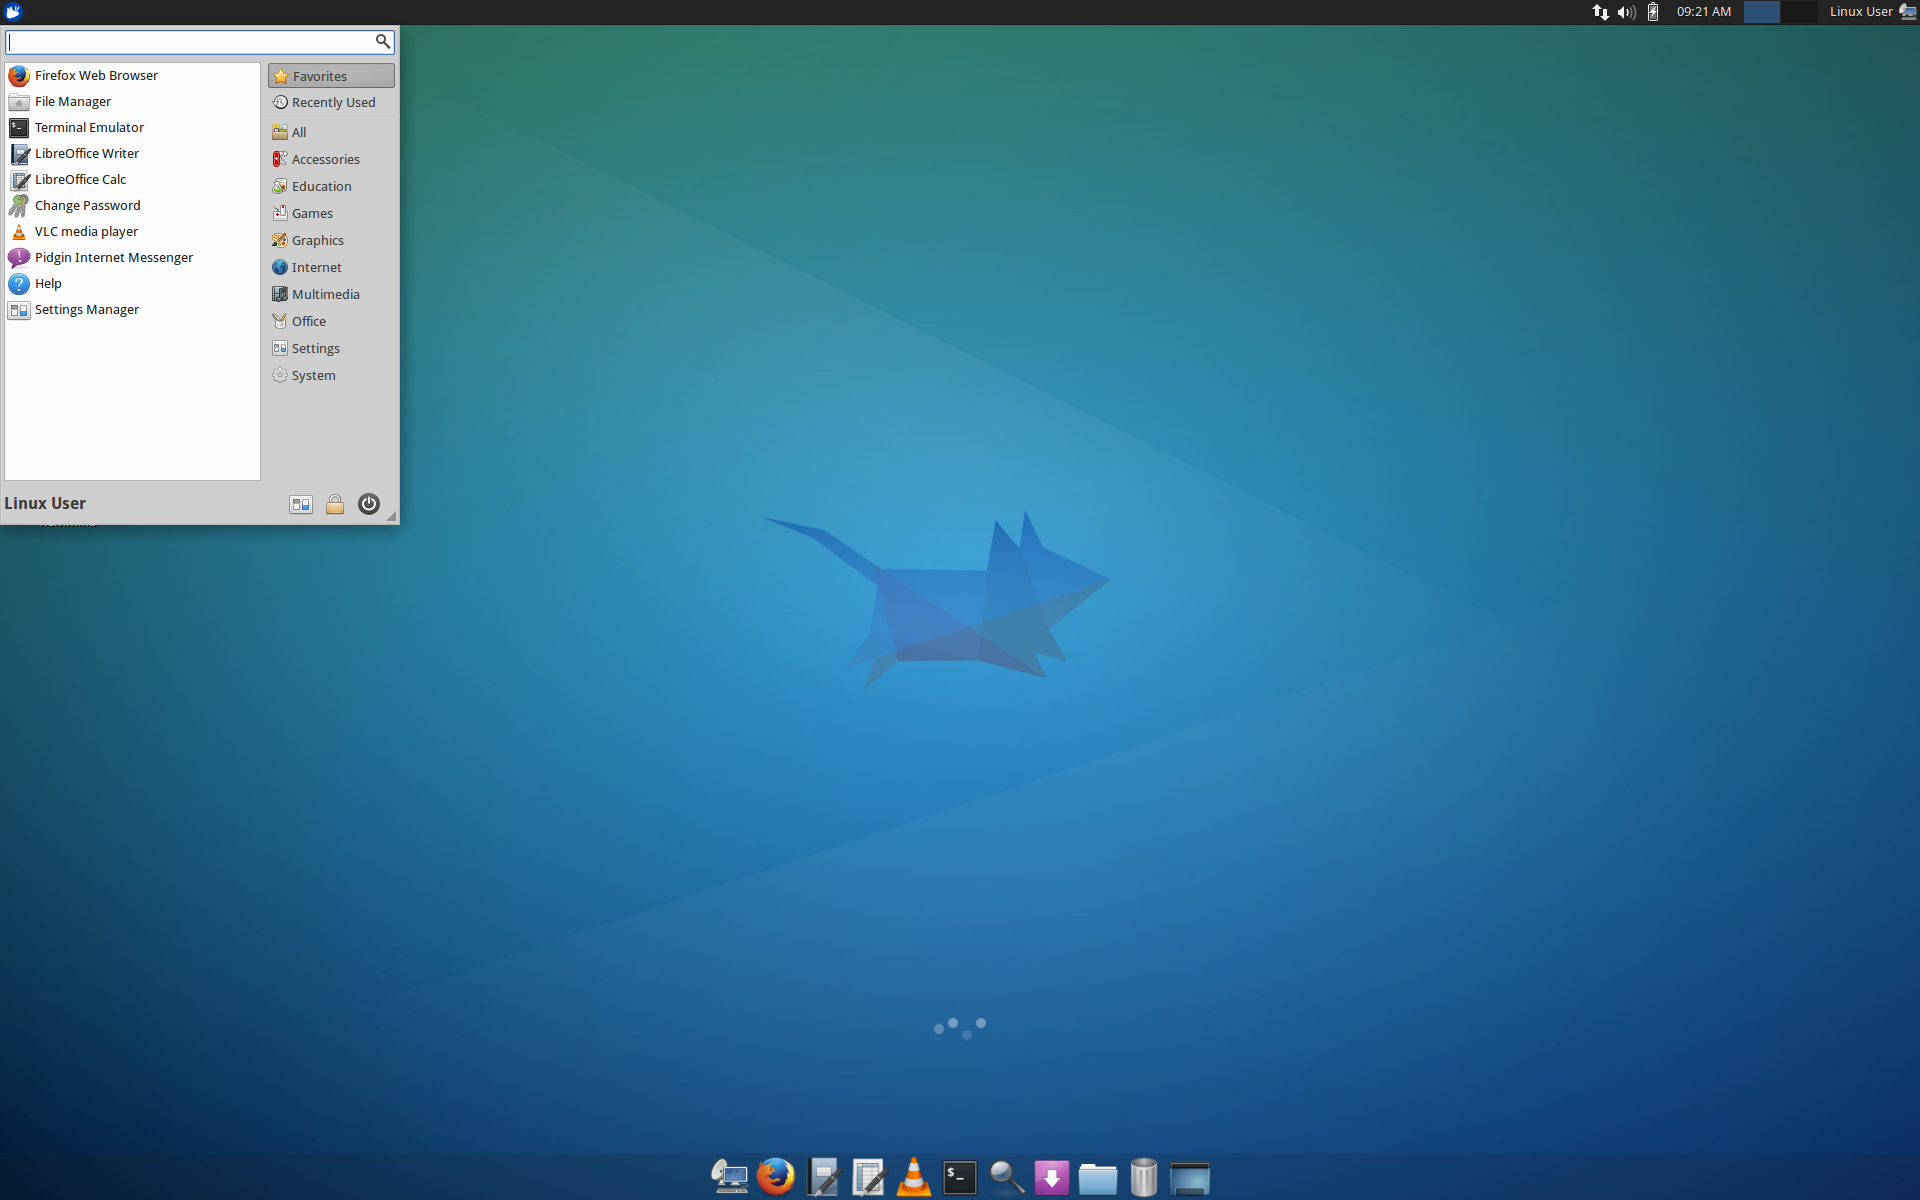 09:21 AM
Linux User
Firefox Web Browser
File Manager
Terminal Emulator
LibreOffice Writer
LibreOffice Calc
Change Password
VLC media player
Pidgin Internet Messenger
Help
Settings Manager
Favorites
Recently Used
All
Accessories
Education
Games
Graphics
Internet
Multimedia
Office
Settings
System
Linux User